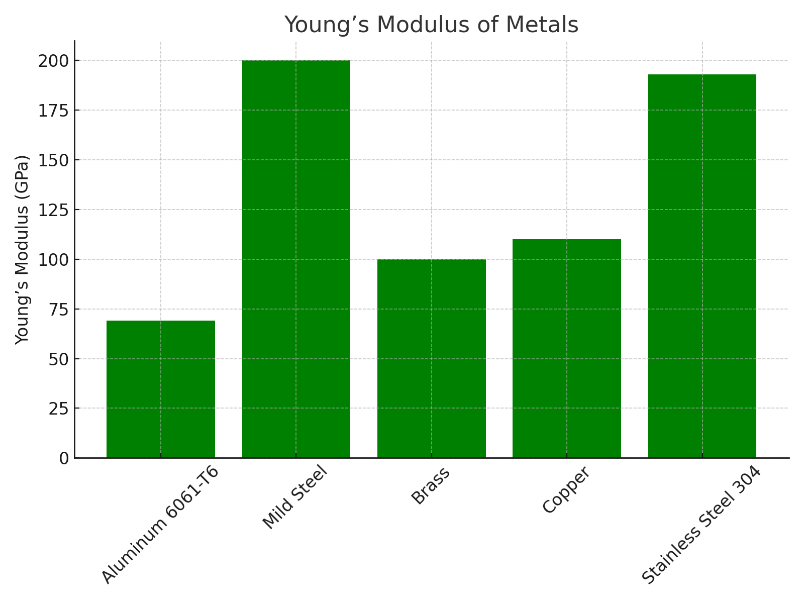 Young’s Modulus of Metals
Young’s Modulus (GPa)
200
175
150
125
100
75
50
25
0
Aluminum 6061-T6
Mild Steel
Brass
Copper
Stainless Steel 304